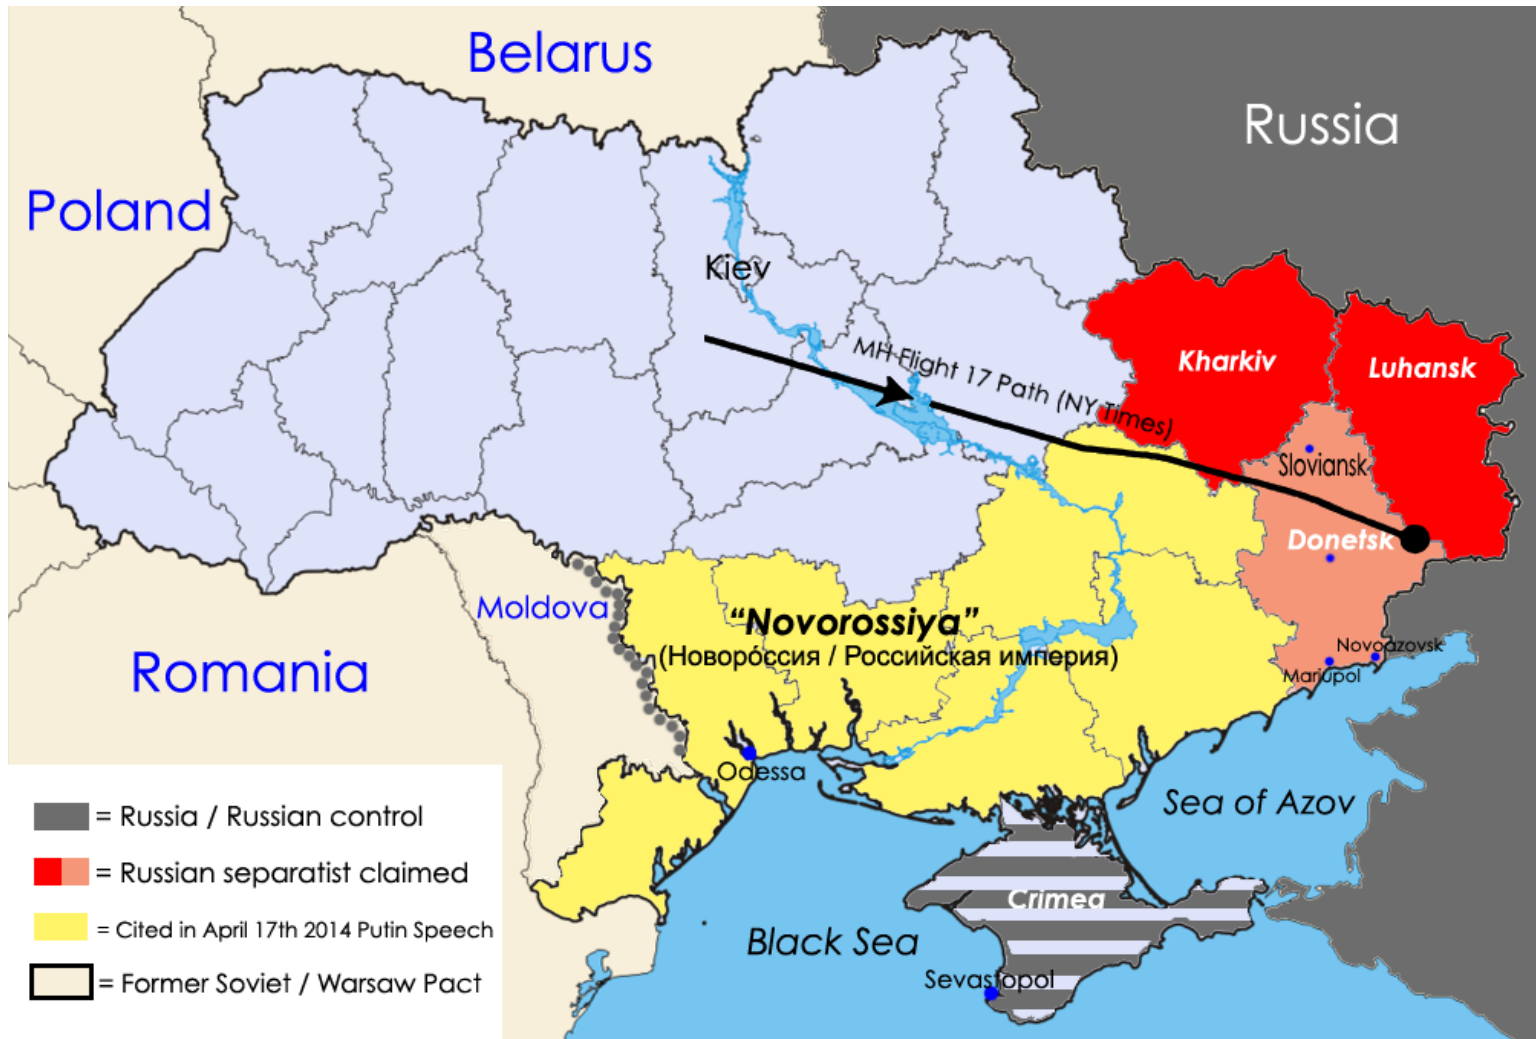 Belarus
Russia
Poland
Kiev
MH Flight 17 Path (NY Times)
Kharkiv
Luhansk
Sloviansk
Donetsk
Moldova
“Novorossiya”
(Новоро́ссия / Российская империя)
Novoazovsk
Mariupol
Romania
Odessa
Sea of Azov
= Russia / Russian control
= Russian separatist claimed
= Cited in April 17th 2014 Putin Speech
= Former Soviet / Warsaw Pact
Crimea
Black Sea
Sevastopol